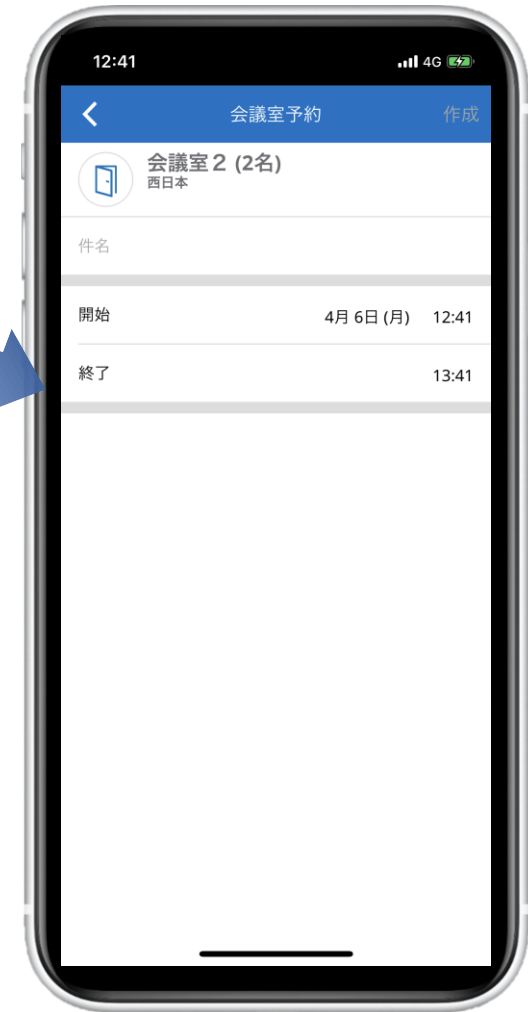 12:41 4G
会議室予約 作成
会議室２ (2名)
西日本
件名
開始 4月 6日 (月) 12:41
終了 13:41